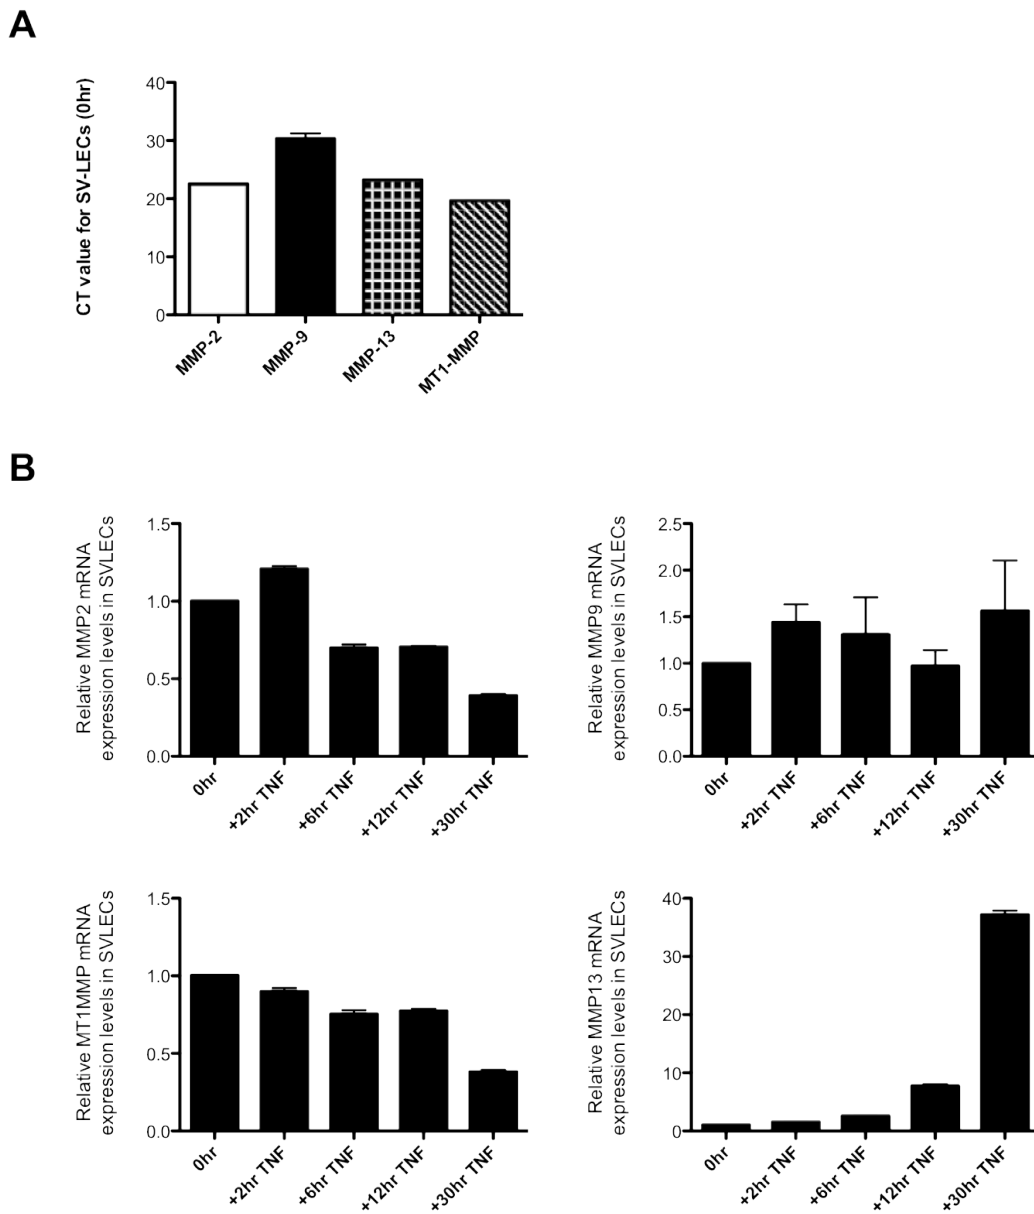 A
CT value for SV-LECs (0hr)
40
30
20
10
0
MMP-2
MMP-9
MMP-13
MT1-MMP
B
Relative MMP2 mRNA
expression levels in SVLECs
1.5
1.0
0.5
0.0
0hr
+2hr TNF
+6hr TNF
+12hr TNF
+30hr TNF
Relative MMP9 mRNA
expression levels in SVLECs
2.5
2.0
1.5
1.0
0.5
0.0
0hr
+2hr TNF
+6hr TNF
+12hr TNF
+30hr TNF
Relative MT1MMP mRNA
expression levels in SVLECs
1.5
1.0
0.5
0.0
0hr
+2hr TNF
+6hr TNF
+12hr TNF
+30hr TNF
Relative MMP13 mRNA
expression levels in SVLECs
40
30
20
10
0
0hr
+2hr TNF
+6hr TNF
+12hr TNF
+30hr TNF